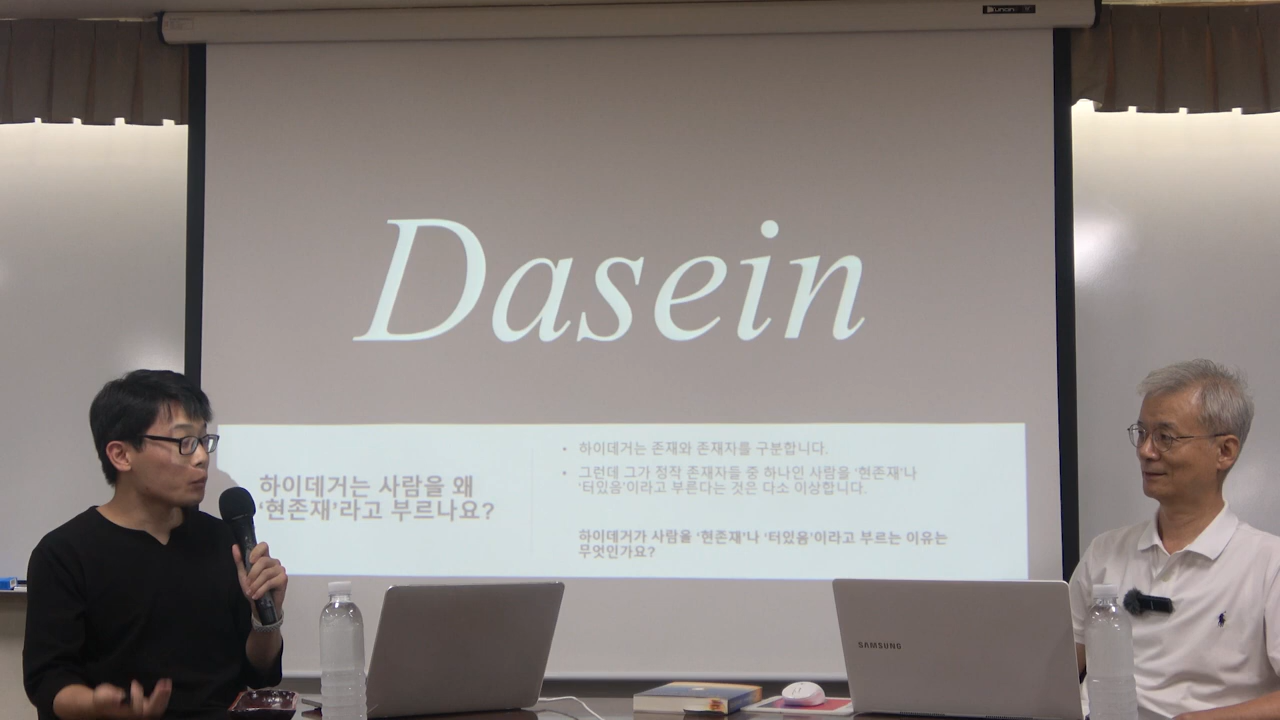 Dasein
하이데거는 사람을 왜
‘현존재’라고 부르나요?
• 하이데거는 존재와 존재자를 구분합니다.
• 그런데 그가 정작 존재자들 중 하나인 사람을 ‘현존재’나
‘터있음’이라고 부른다는 것은 다소 이상합니다.
하이데거가 사람을 ‘현존재’나 ‘터있음’이라고 부르는 이유는
무엇인가요?
SAMSUNG